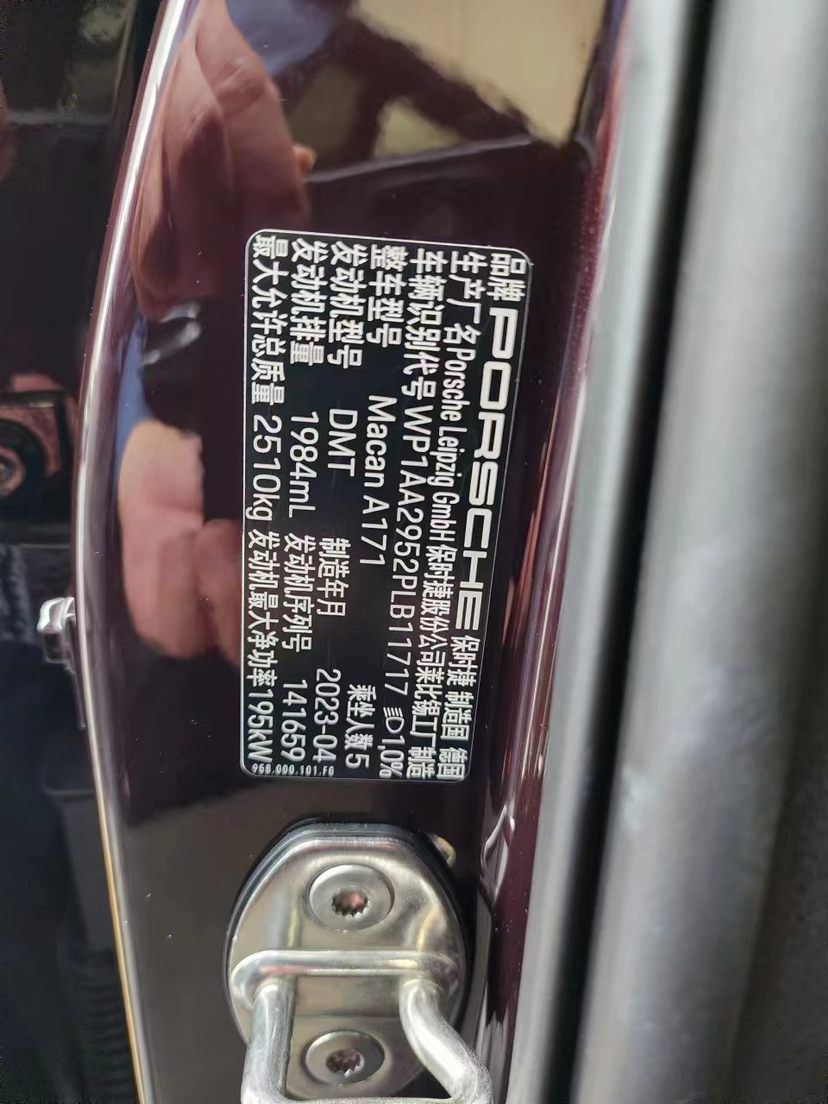 品牌 PORSCHE 保时捷 制造国 德国
生产厂名 Porsche Leipzig GmbH 保时捷股份公司莱比锡工厂 制造
车辆识别代号 WP1AA2952PLB11717 1,0%
整车型号 Macan A171 乘坐人数 5
发动机型号 DMT 制造年月 2023-04
发动机排量 1984mL 发动机序列号 141659
最大允许总质量 2510kg 发动机最大净功率 195kW
95B.000.101.FG